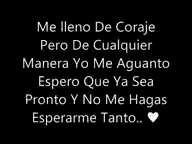 Me lleno De Coraje
Pero De Cualquier
Manera Yo Me Aguanto
Espero Que Ya Sea
Pronto Y No Me Hagas
Esperarme Tanto.. ♥